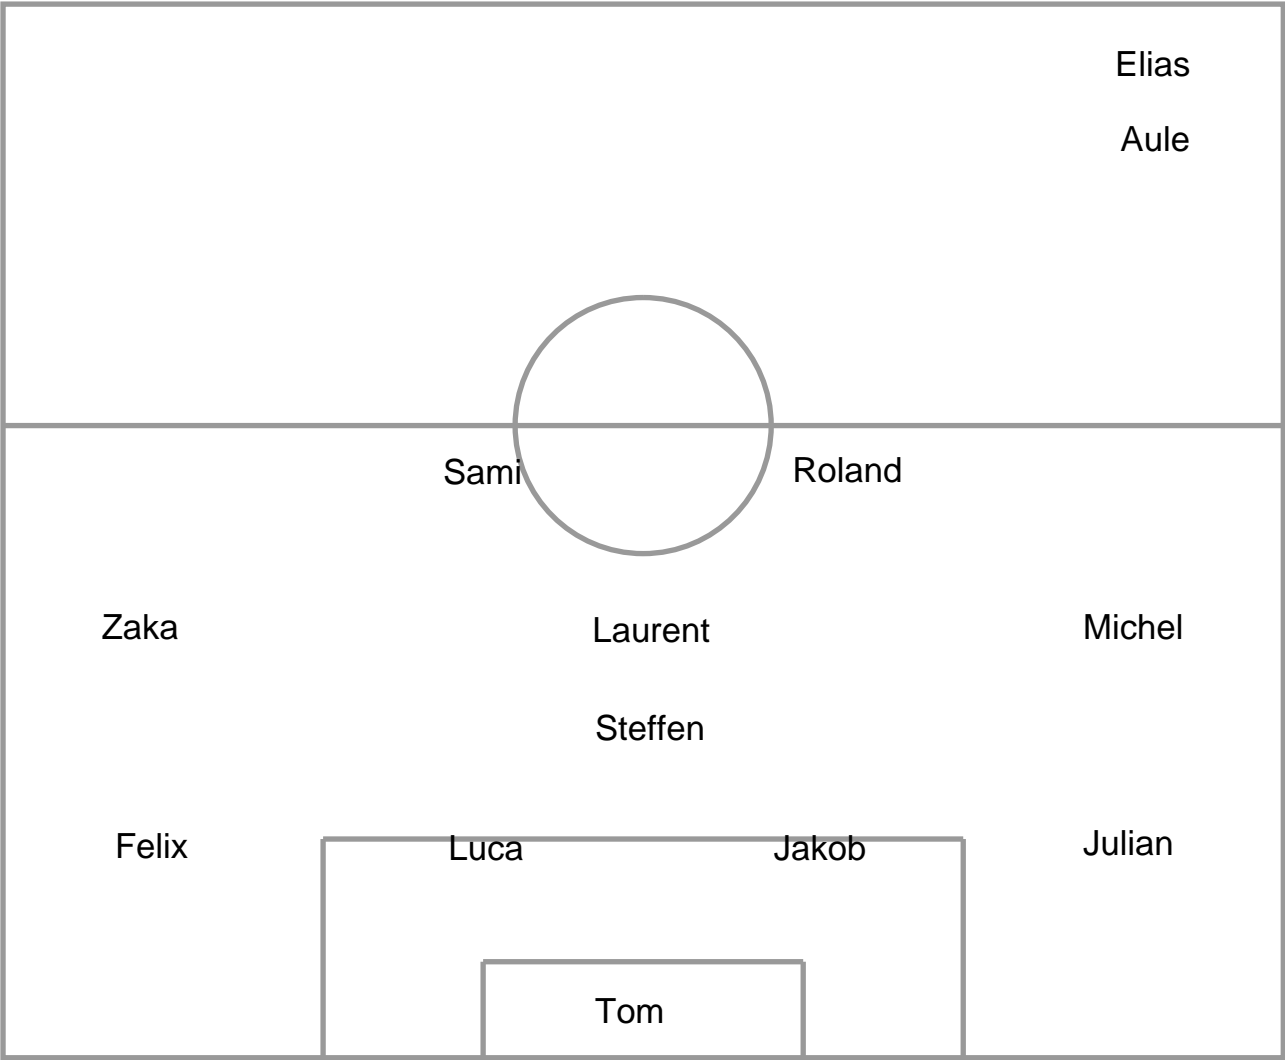 Elias
Aule
Sami Roland
Zaka Laurent Michel
Steffen
Felix Luca Jakob Julian
Tom